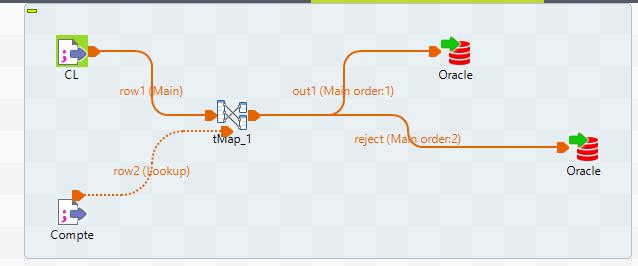 CL
Oracle
row1 (Main)
out1 (Main order:1)
tMap_1
reject (Main order:2)
row2 (Lookup)
Oracle
Compte